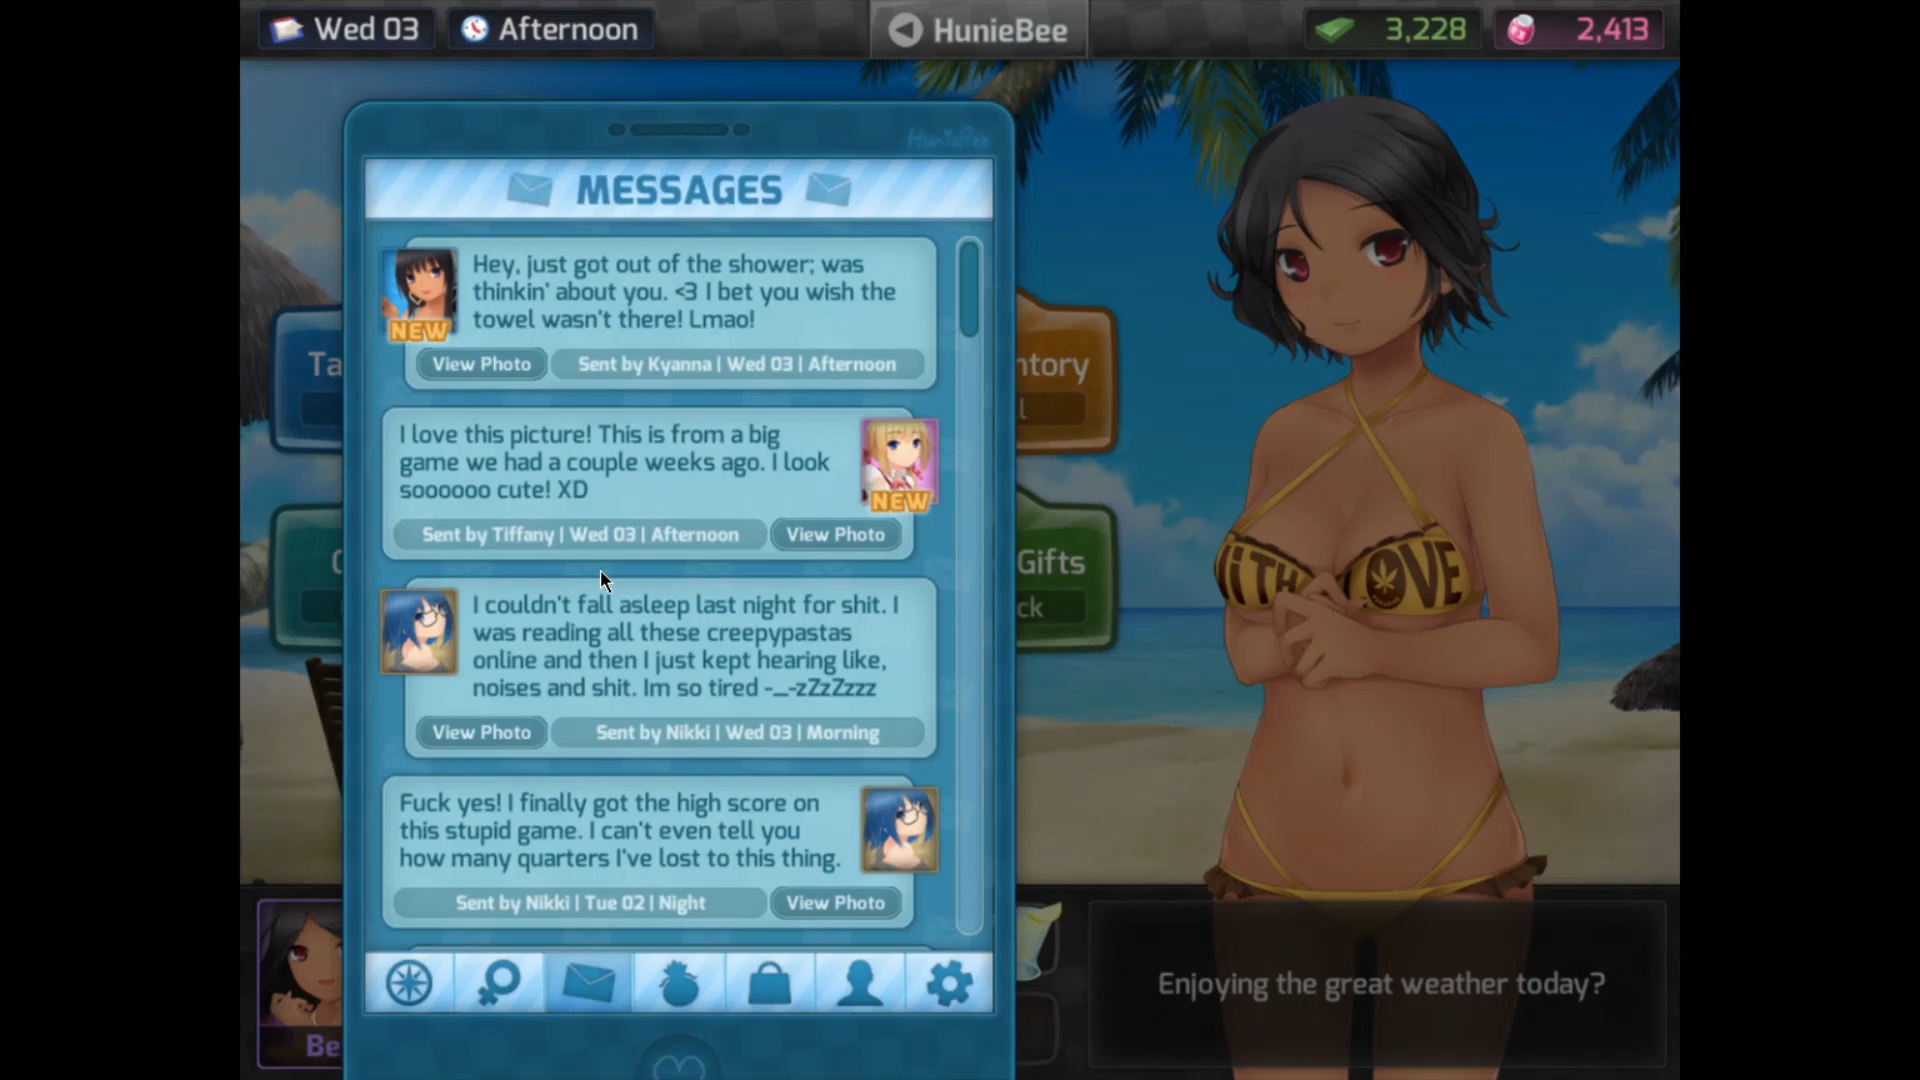 Wed 03
Afternoon
HunieBee
3,228
2,413
HunieBee
MESSAGES
Hey, just got out of the shower; was
thinkin' about you. <3 I bet you wish the
towel wasn't there! Lmao!
NEW
View Photo
Sent by Kyanna | Wed 03 | Afternoon
I love this picture! This is from a big
game we had a couple weeks ago. I look
soooooo cute! XD
NEW
Sent by Tiffany | Wed 03 | Afternoon
View Photo
I couldn't fall asleep last night for shit. I
was reading all these creepypastas
online and then I just kept hearing like,
noises and shit. Im so tired -_-zZzZzzz
View Photo
Sent by Nikki | Wed 03 | Morning
Fuck yes! I finally got the high score on
this stupid game. I can't even tell you
how many quarters I've lost to this thing.
Sent by Nikki | Tue 02 | Night
View Photo
Ta
ntory
Gifts
ck
iTH
OVE
Be
Enjoying the great weather today?